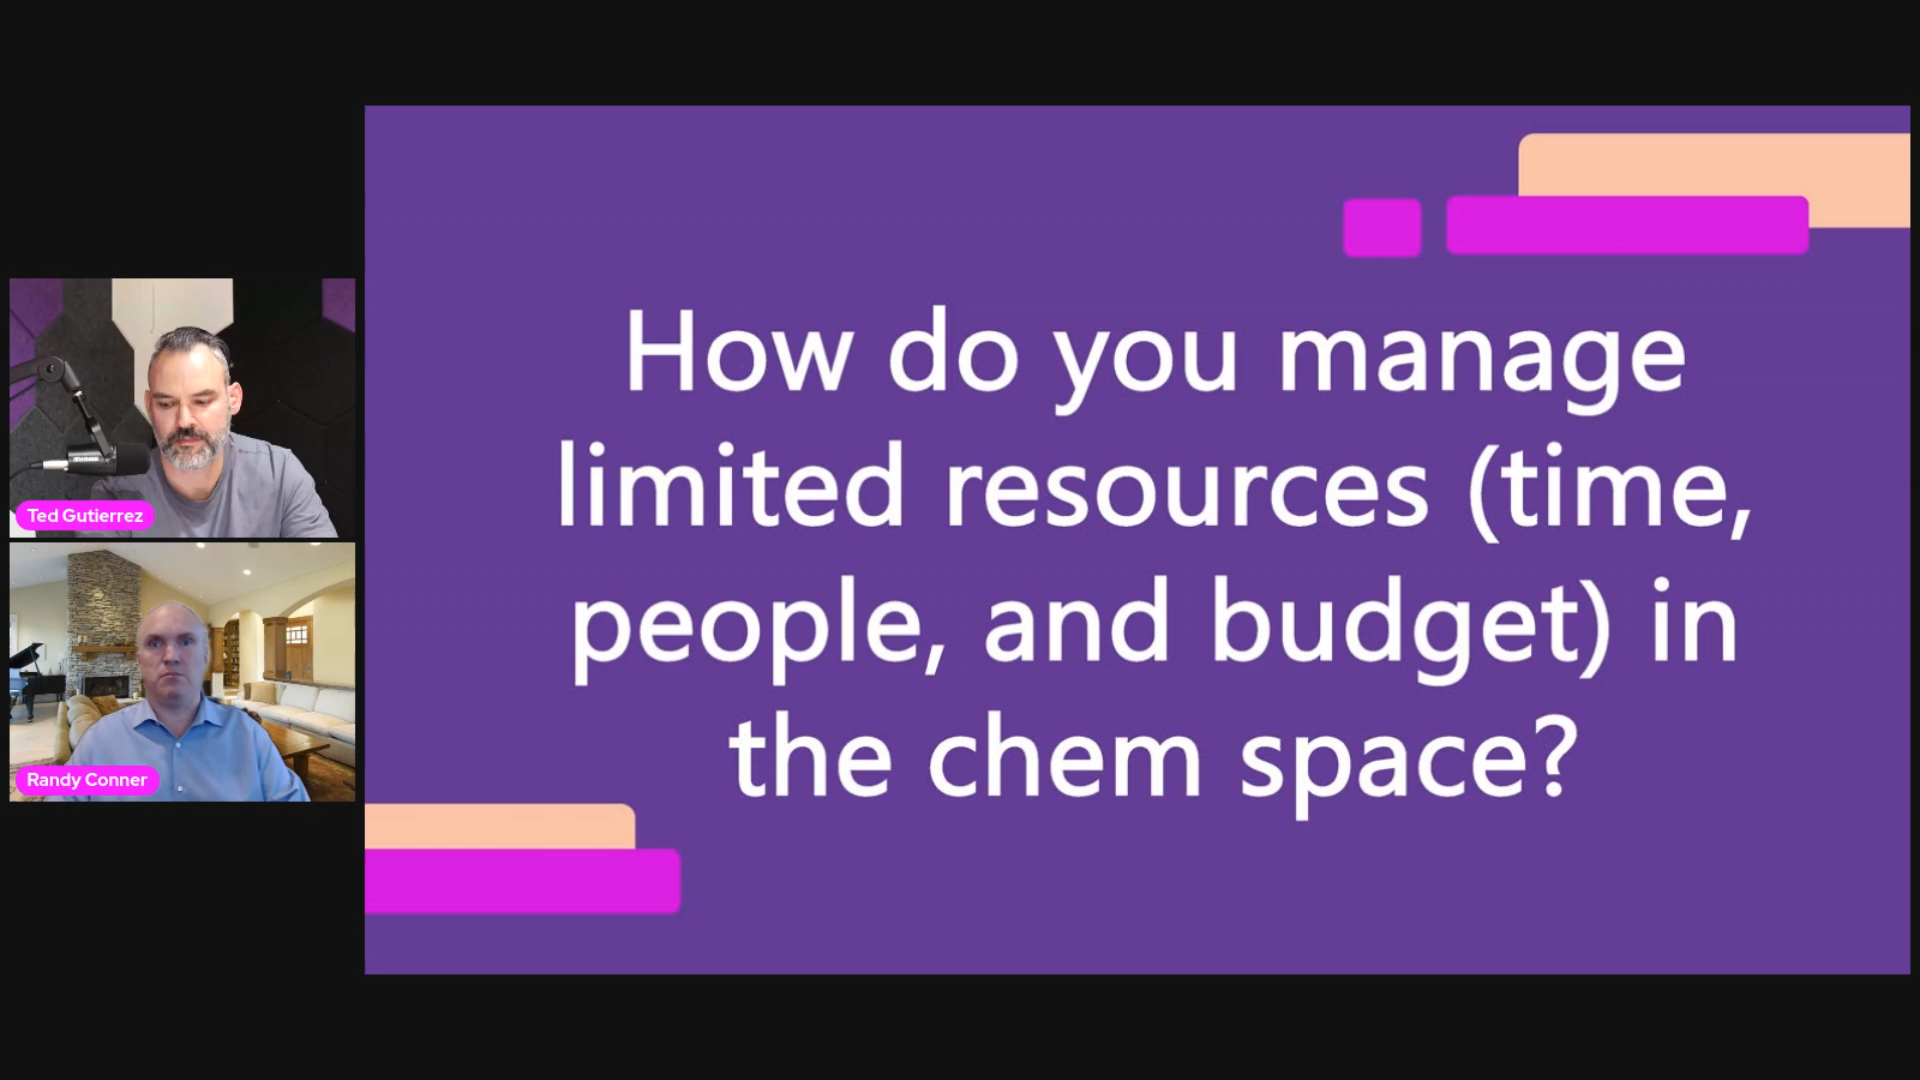 Ted Gutierrez
Randy Conner
How do you manage
limited resources (time,
people, and budget) in
the chem space?